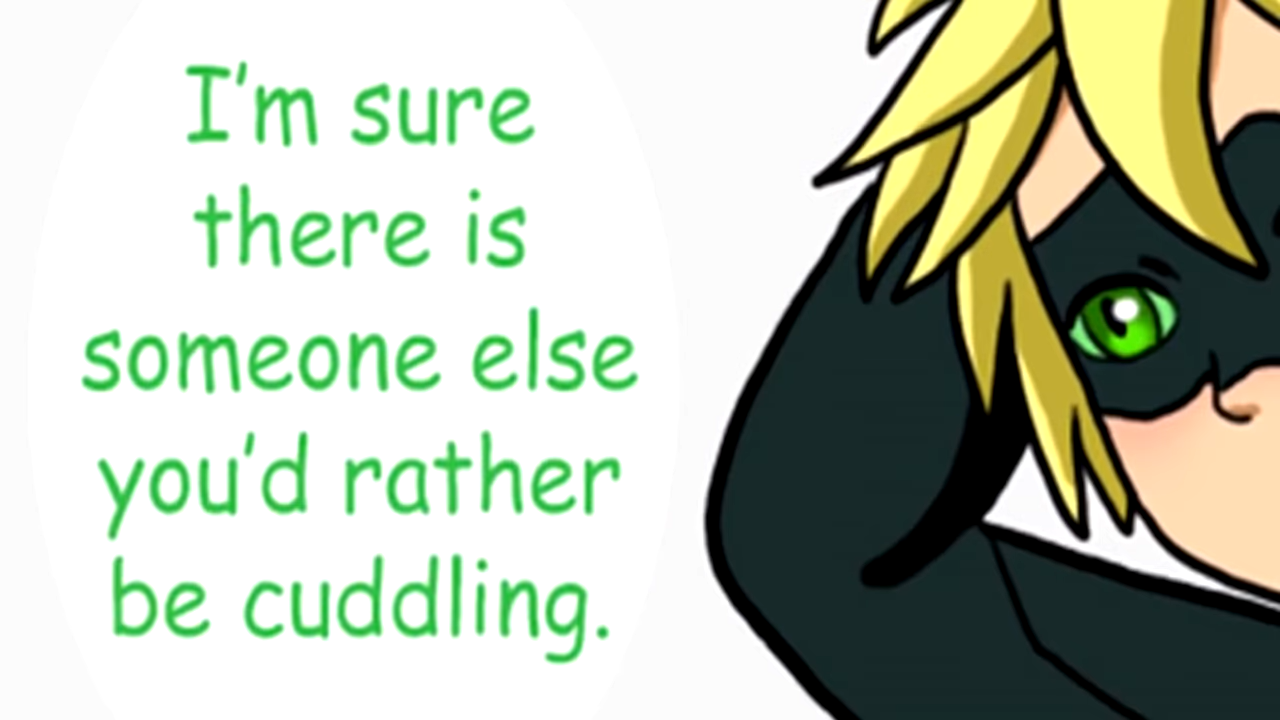 I'm sure
there is
someone else
you'd rather
be cuddling.